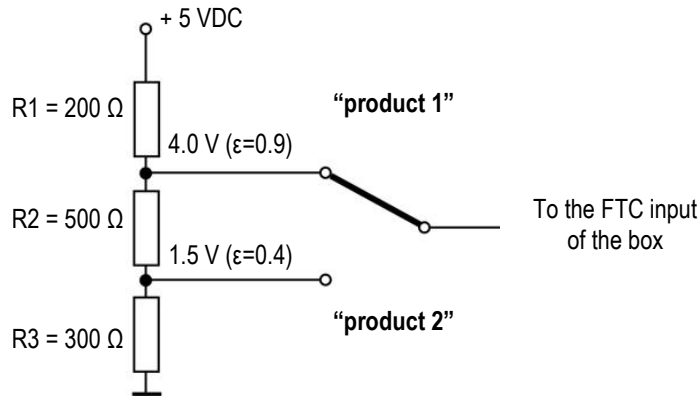 + 5 VDC
R1 = 200 Ω
“product 1”
4.0 V (ε=0.9)
R2 = 500 Ω
To the FTC input
of the box
1.5 V (ε=0.4)
“product 2”
R3 = 300 Ω